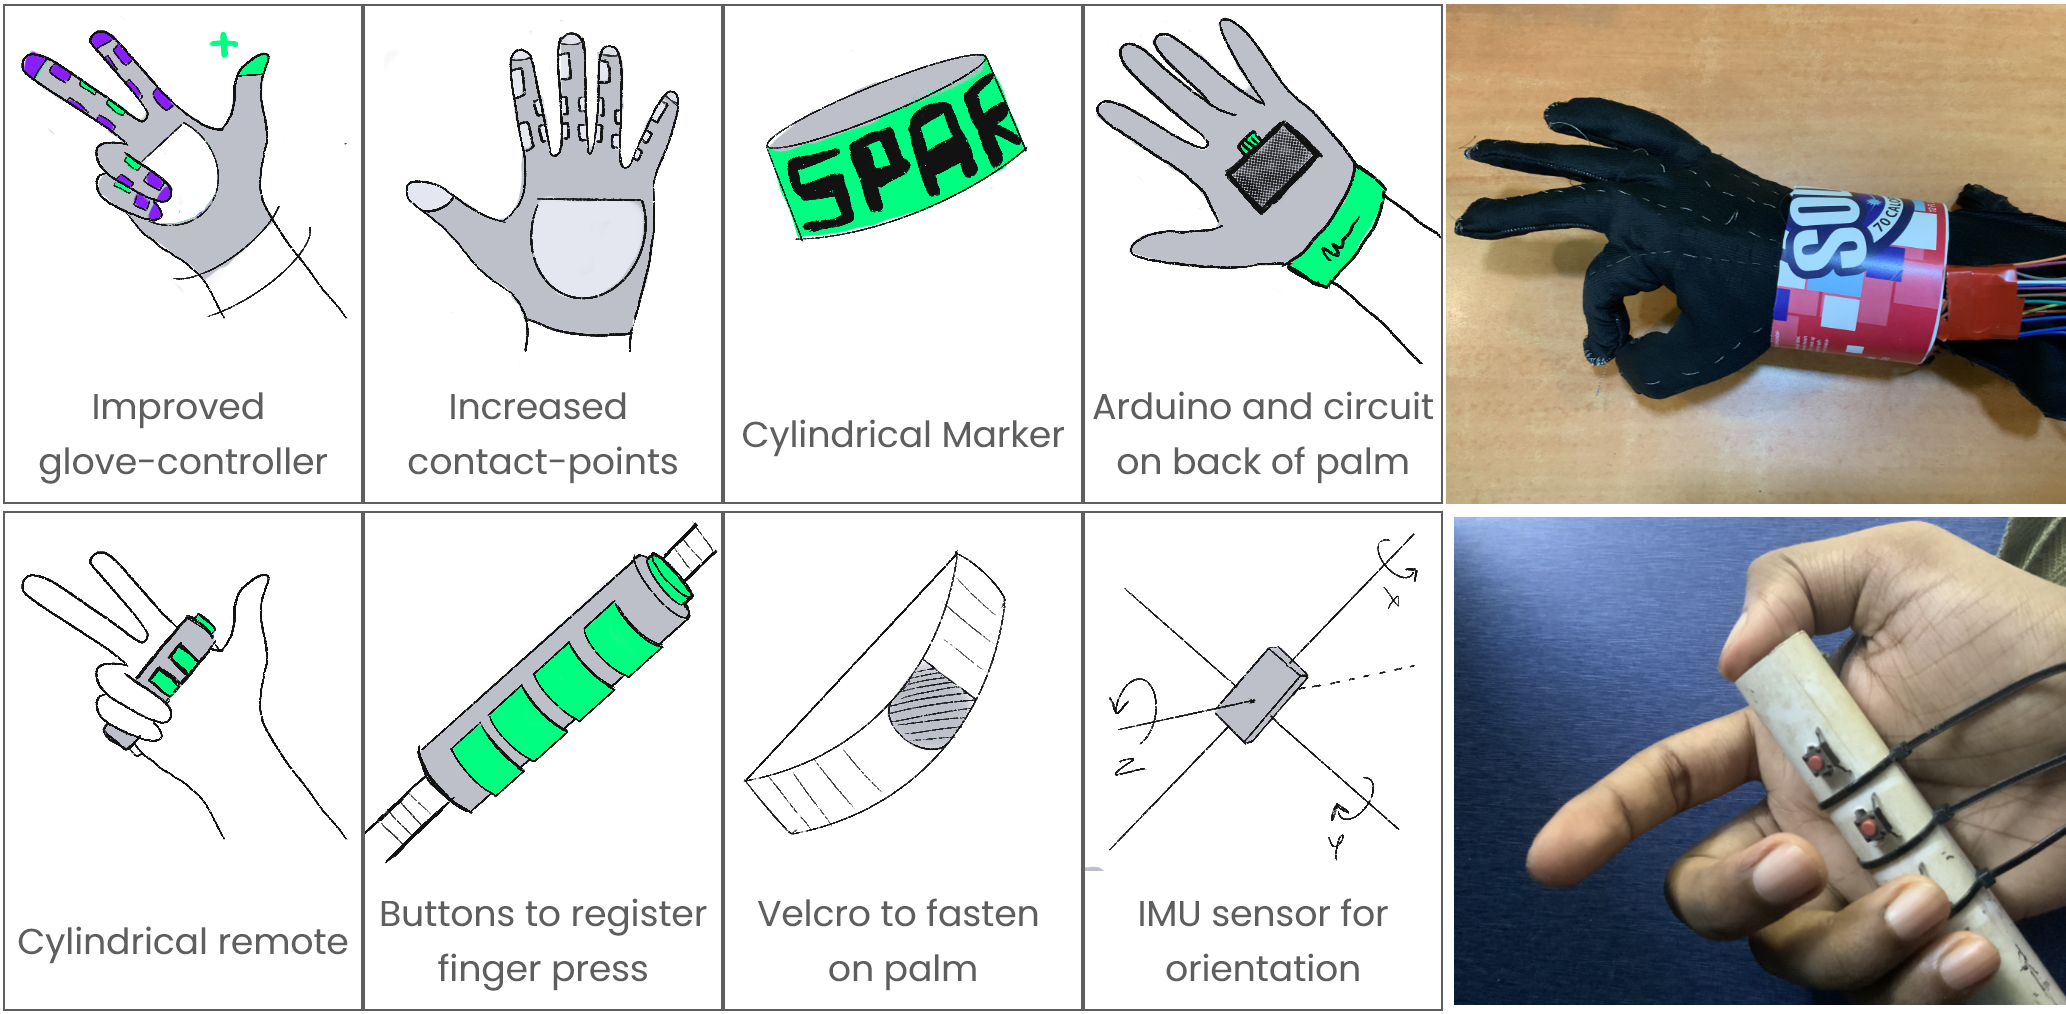 SPAR
Improved
glove-controller
Increased
contact-points
Cylindrical Marker
Arduino and circuit
on back of palm
SOU
70 CALO
Cylindrical remote
Buttons to register
finger press
Velcro to fasten
on palm
X
Z
Y
IMU sensor for
orientation